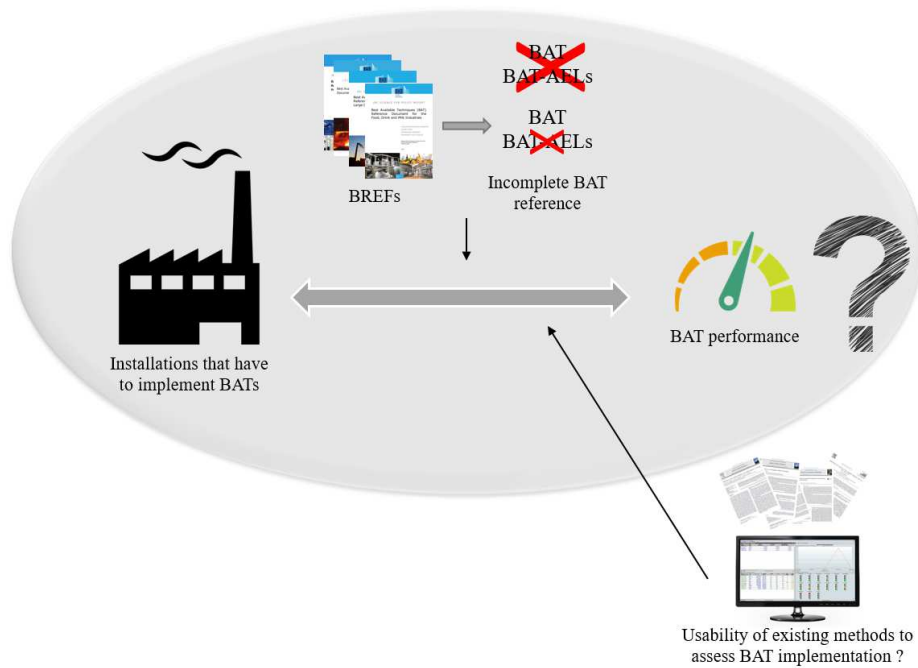 BAT
BAT-AELs
BAT
BAT-AELs
BREFs
Incomplete BAT
reference
Installations that have
to implement BATs
BAT performance
?
Usability of existing methods to
assess BAT implementation ?